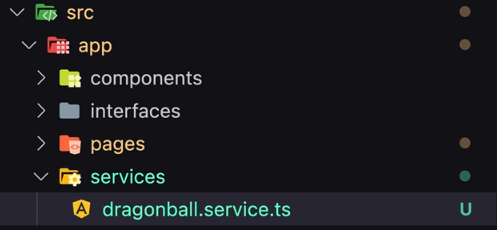 src
app
components
interfaces
pages
services
dragonball.service.ts U